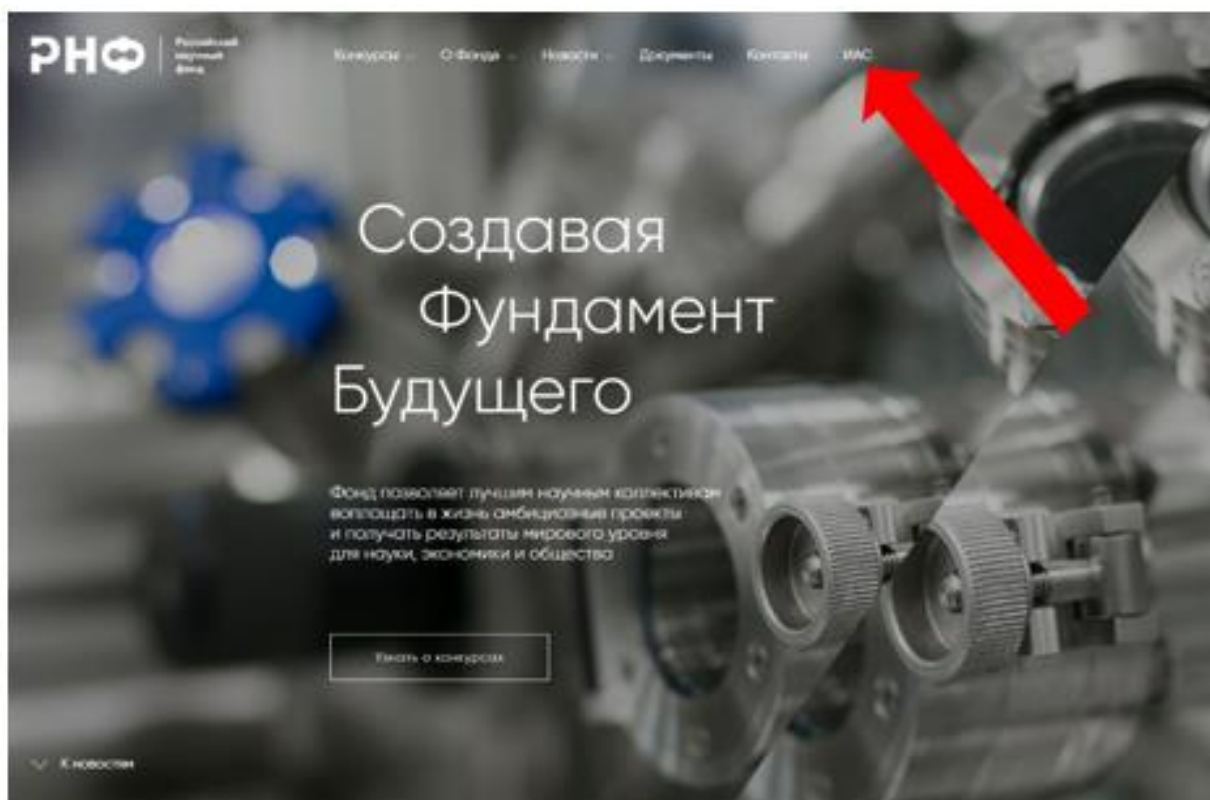 РНФ
Российский
научный
фонд
Конкурсы
О Фонде
Новости
Документы
Контакты
ИАС
Создавая
Фундамент
Будущего
Фонд позволяет лучшим научным коллективам
воплощать в жизнь амбициозные проекты
и получать результаты мирового уровня
для науки, экономики и общества
Узнать о конкурсах
К новостям